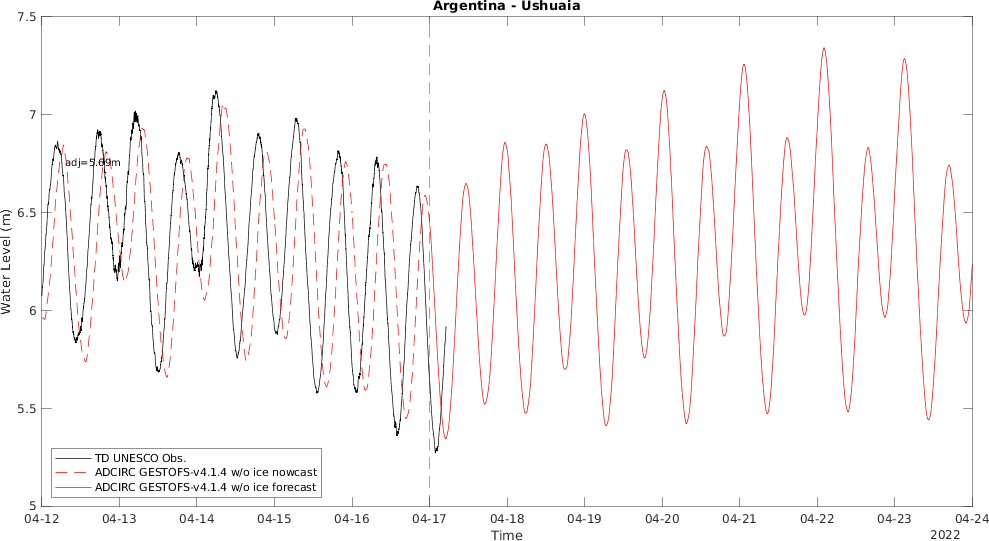 Argentina - Ushuaia
7.5
7
6.5
6
5.5
5
Water Level (m)
adj=5.69m
TD UNESCO Obs.
ADCIRC GESTOFS-v4.1.4 w/o ice nowcast
ADCIRC GESTOFS-v4.1.4 w/o ice forecast
04-12 04-13 04-14 04-15 04-16 04-17 04-18 04-19 04-20 04-21 04-22 04-23 04-24
Time
2022